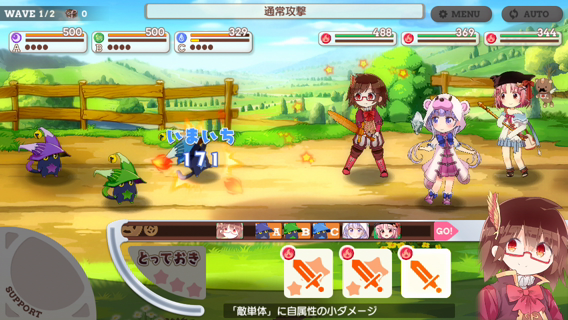 WAVE 1/2 0
通常攻撃
MENU
AUTO
500
A
500
B
329
C
488
369
344
いまいち
171
A B C
GO!
とっておき
SUPPORT
「敵単体」に自属性の小ダメージ